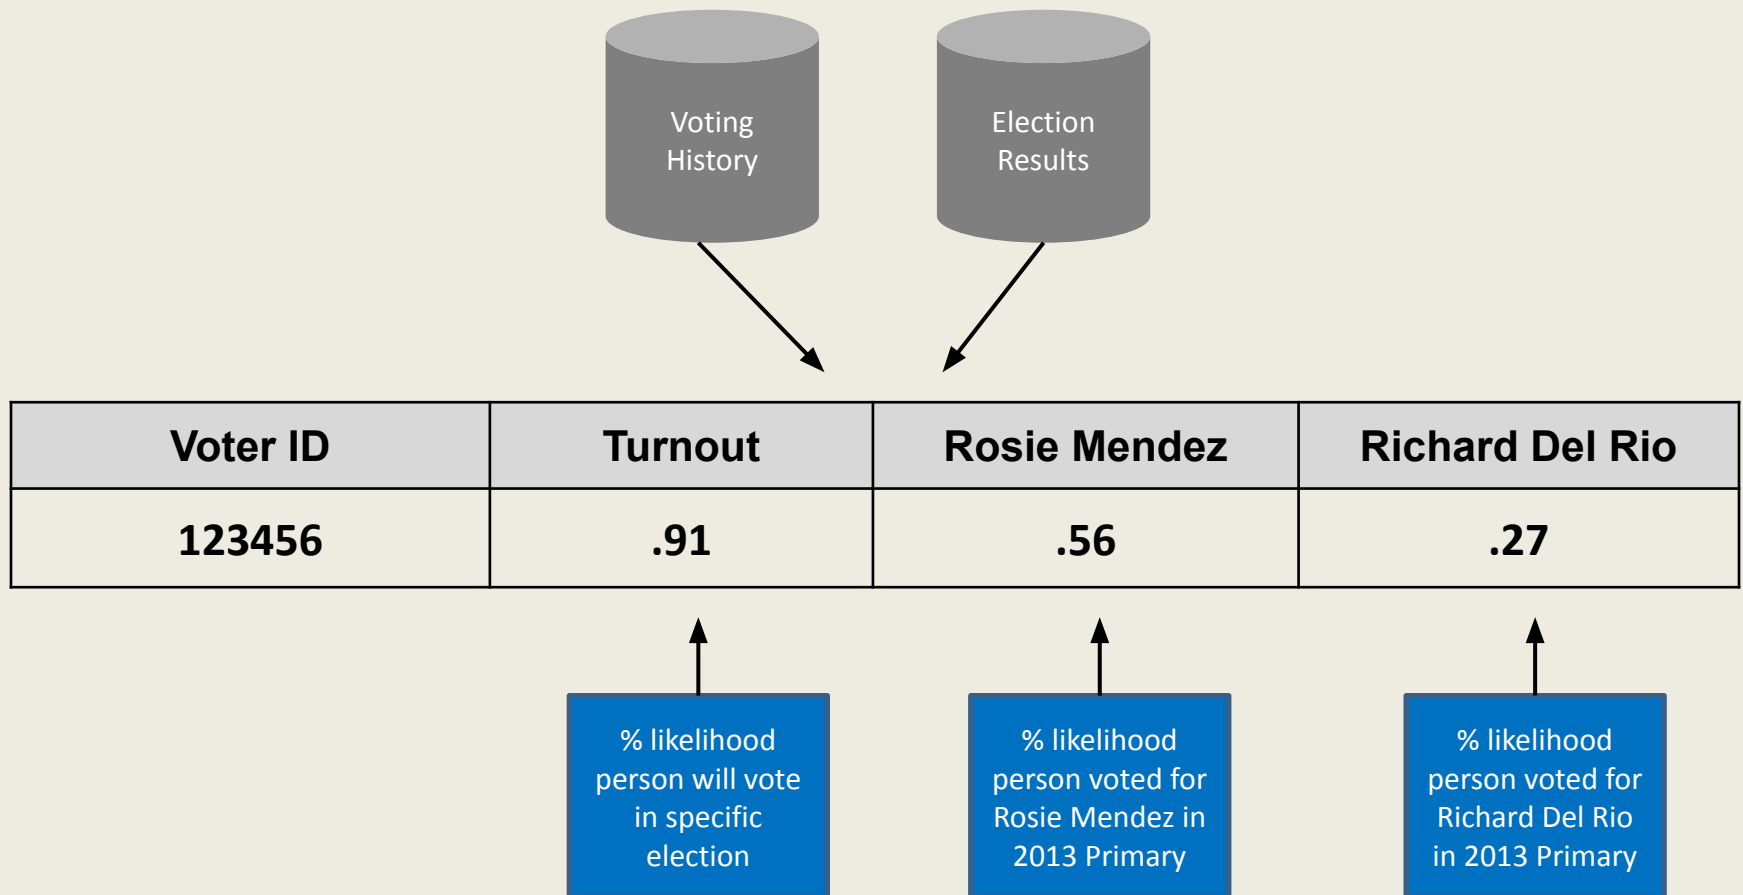 Voting
History
Election
Results
Voter ID
Turnout
Rosie Mendez
Richard Del Rio
123456
.91
.56
.27
% likelihood
person will vote
in specific
election
% likelihood
person voted for
Rosie Mendez in
2013 Primary
% likelihood
person voted for
Richard Del Rio
in 2013 Primary